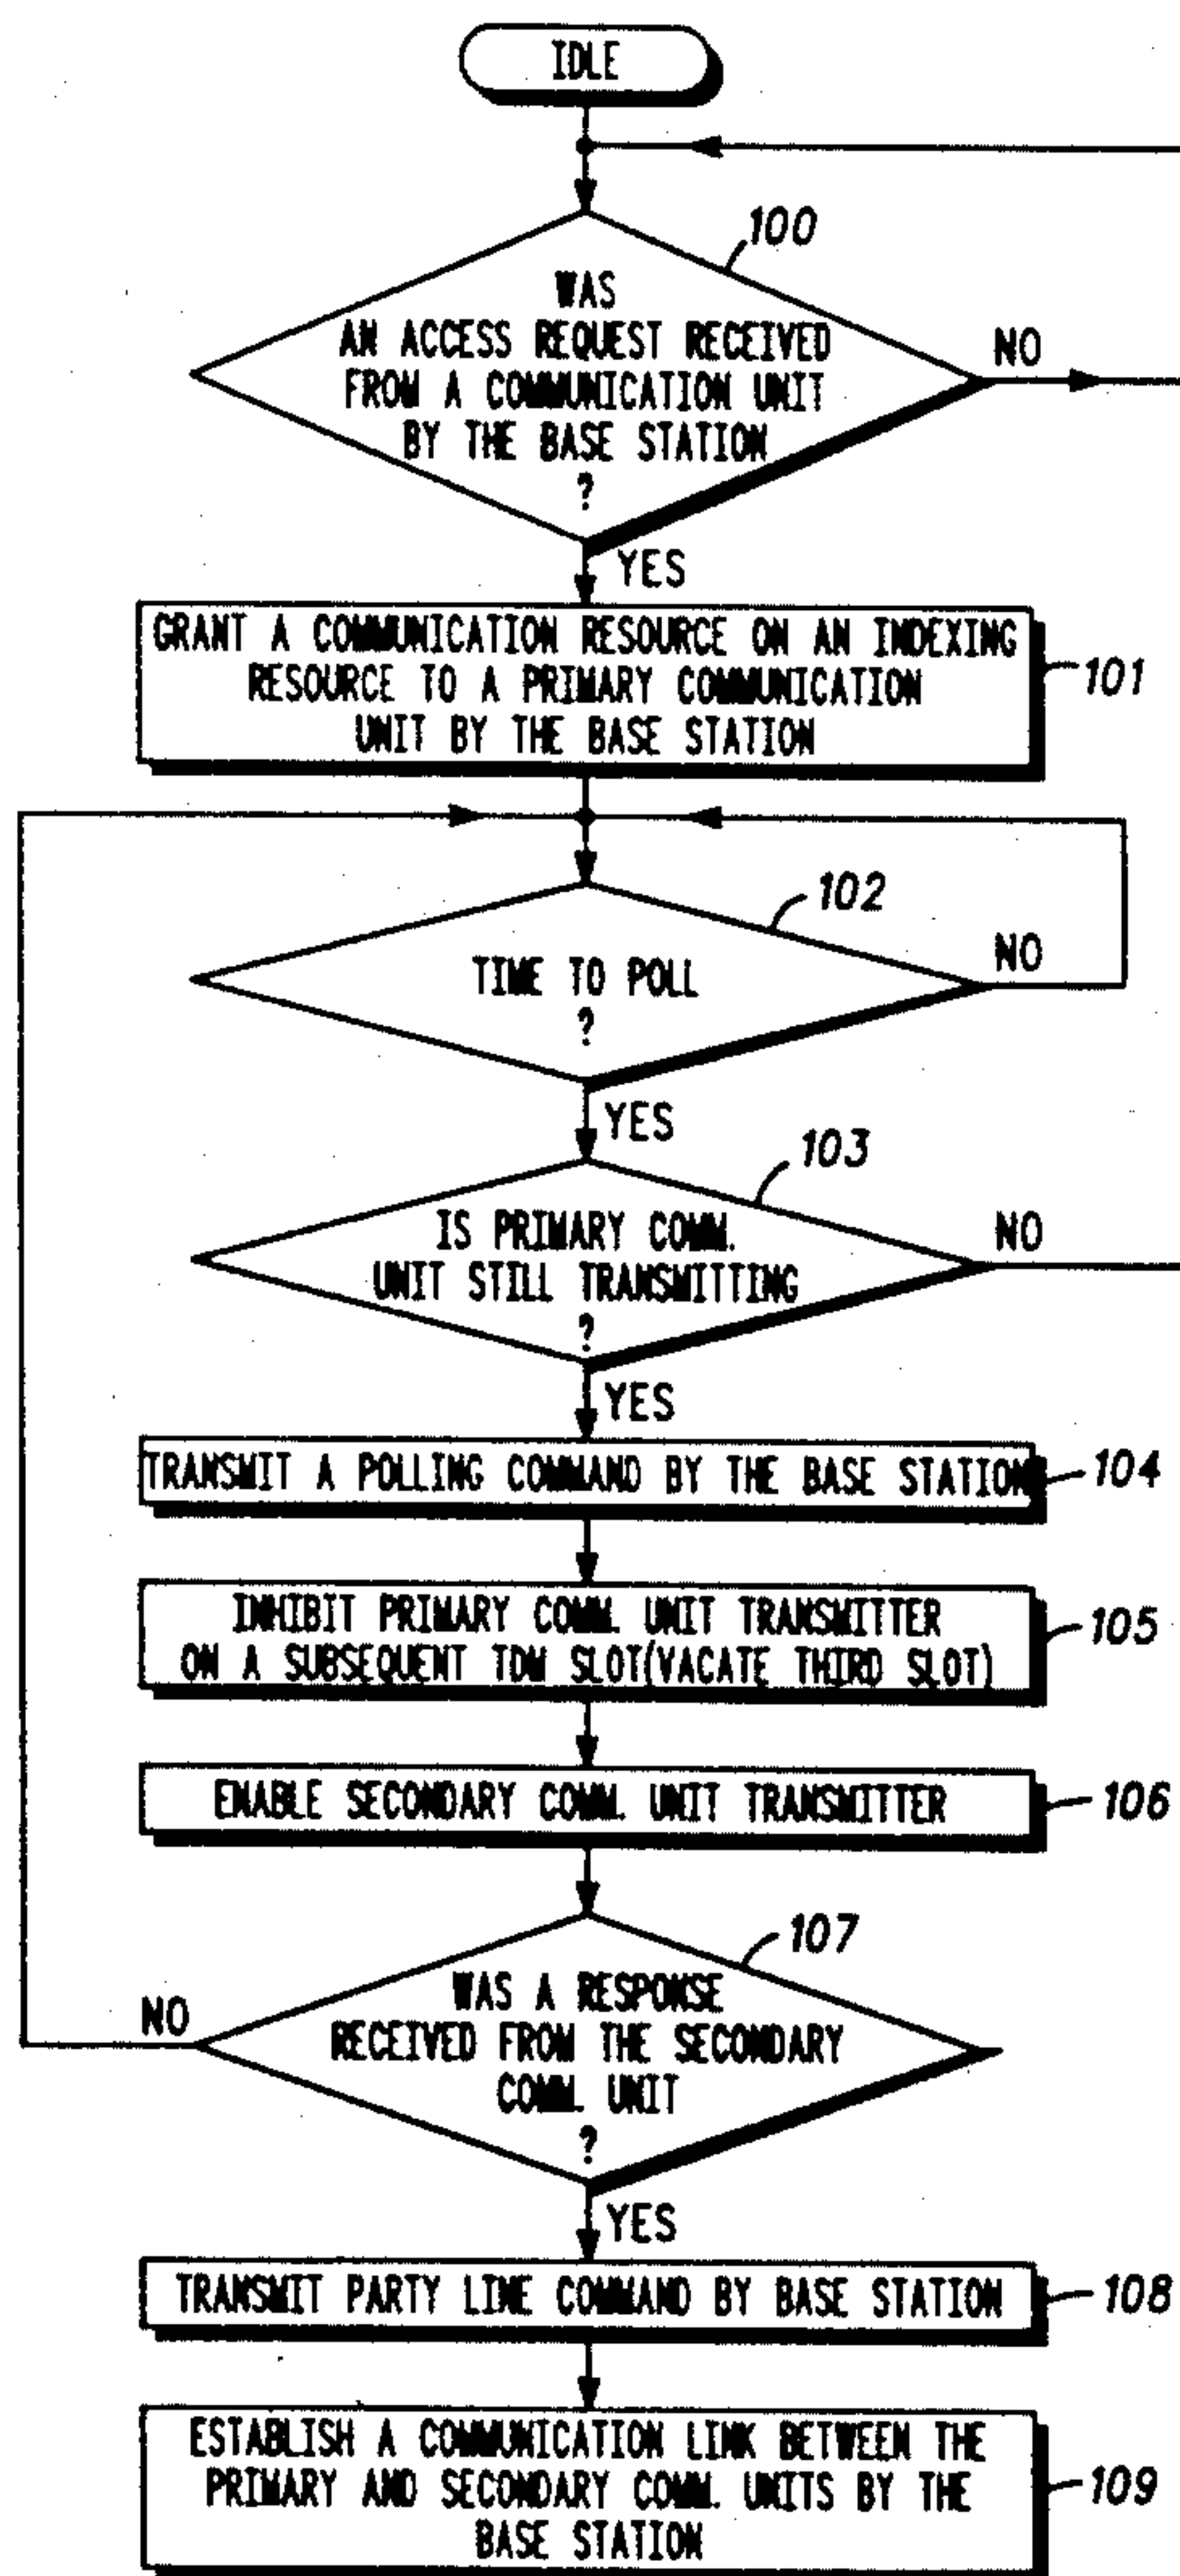 IDLE
100
WAS
AN ACCESS REQUEST RECEIVED
FROM A COMMUNICATION UNIT
BY THE BASE STATION
?
NO
YES
GRANT A COMMUNICATION RESOURCE ON AN INDEXING
RESOURCE TO A PRIMARY COMMUNICATION
UNIT BY THE BASE STATION
101
102
TIME TO POLL
?
NO
YES
103
IS PRIMARY COMM.
UNIT STILL TRANSMITTING
?
NO
YES
TRANSMIT A POLLING COMMAND BY THE BASE STATION
104
INHIBIT PRIMARY COMM. UNIT TRANSMITTER
ON A SUBSEQUENT TDM SLOT(VACATE THIRD SLOT)
105
ENABLE SECONDARY COMM. UNIT TRANSMITTER
106
107
WAS A RESPONSE
RECEIVED FROM THE SECONDARY
COMM. UNIT
?
NO
YES
TRANSMIT PARTY LINE COMMAND BY BASE STATION
108
ESTABLISH A COMMUNICATION LINK BETWEEN THE
PRIMARY AND SECONDARY COMM. UNITS BY THE
BASE STATION
109